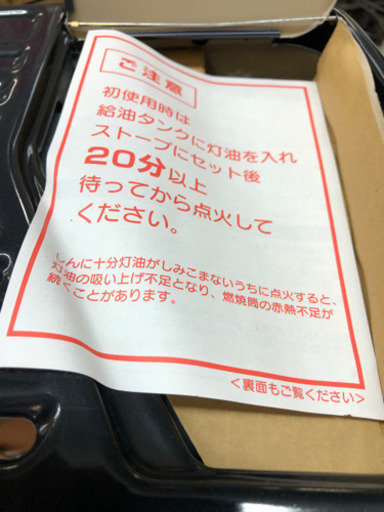 ご注意
初使用時は
給油タンクに灯油を入れ
ストーブにセット後
20分以上
待ってから点火して
ください。
しんに十分灯油がしみこまないうちに点火すると、
灯油の吸い上げ不足となり、燃焼筒の赤熱不足が
続くことがあります。
＜裏面もご覧ください＞